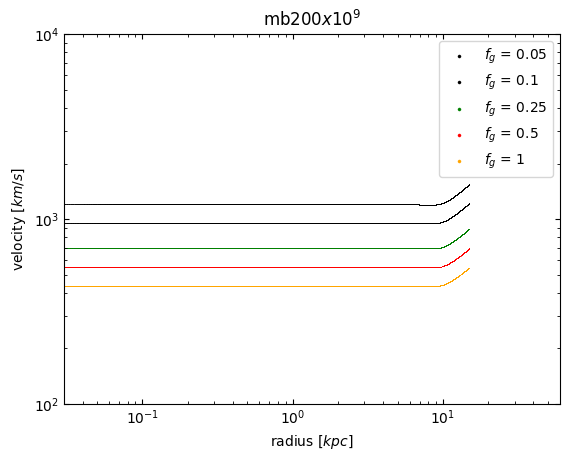 mb200x10^9
10^4
10^3
10^2
velocity [km/s]
f_g = 0.05
f_g = 0.1
f_g = 0.25
f_g = 0.5
f_g = 1
10^-1
10^0
10^1
radius [kpc]